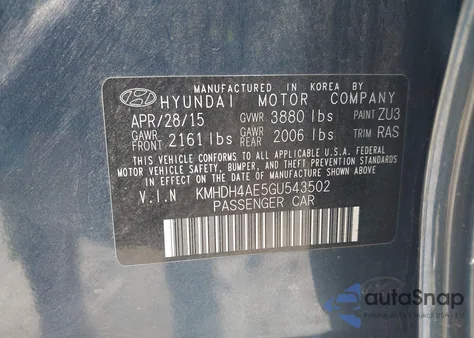 MANUFACTURED IN KOREA BY
HYUNDAI MOTOR COMPANY
APR/28/15 GVWR 3880 lbs PAINT ZU3
GAWR FRONT 2161 lbs GAWR REAR 2006 lbs TRIM RAS
THIS VEHICLE CONFORMS TO ALL APPLICABLE U.S.A. FEDERAL
MOTOR VEHICLE SAFETY, BUMPER, AND THEFT PREVENTION
STANDARDS IN EFFECT ON THE DATE OF MANUFACTURE SHOWN ABOVE.
V.I.N KMHDH4AE5GU543502
PASSENGER CAR
autoSnap